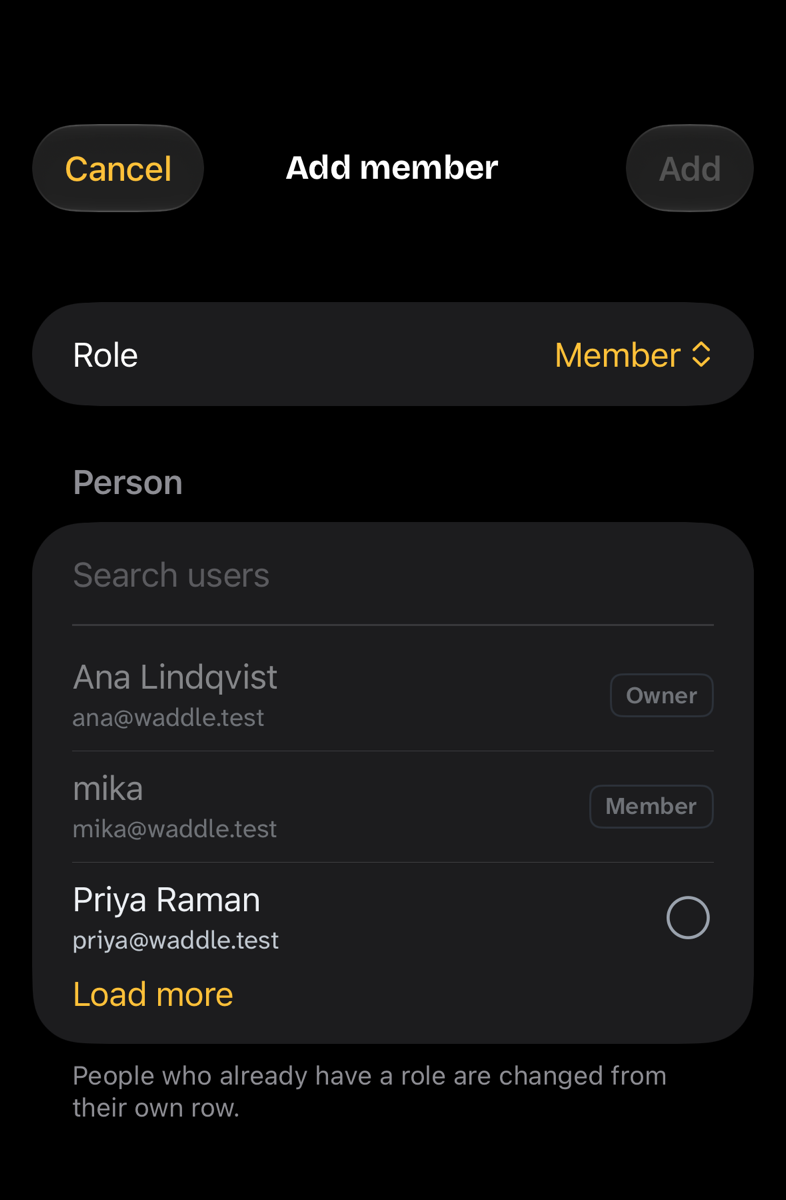 Cancel
Add member
Add
Role
Member
Person
Search users
Ana Lindqvist
ana@waddle.test
Owner
mika
mika@waddle.test
Member
Priya Raman
priya@waddle.test
Load more
People who already have a role are changed from
their own row.